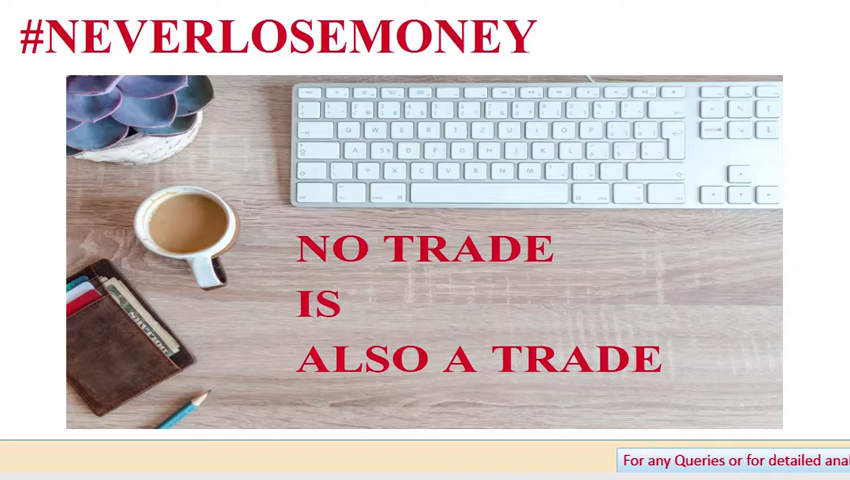 #NEVERLOSEMONEY
NO TRADE
IS
ALSO A TRADE
For any Queries or for detailed anal